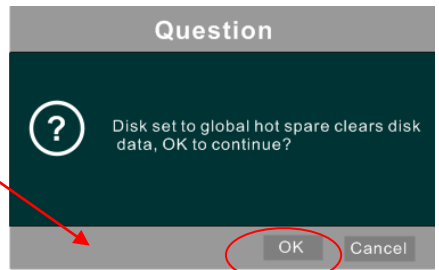 Question
?
Disk set to global hot spare clears disk
data, OK to continue?
OK Cancel